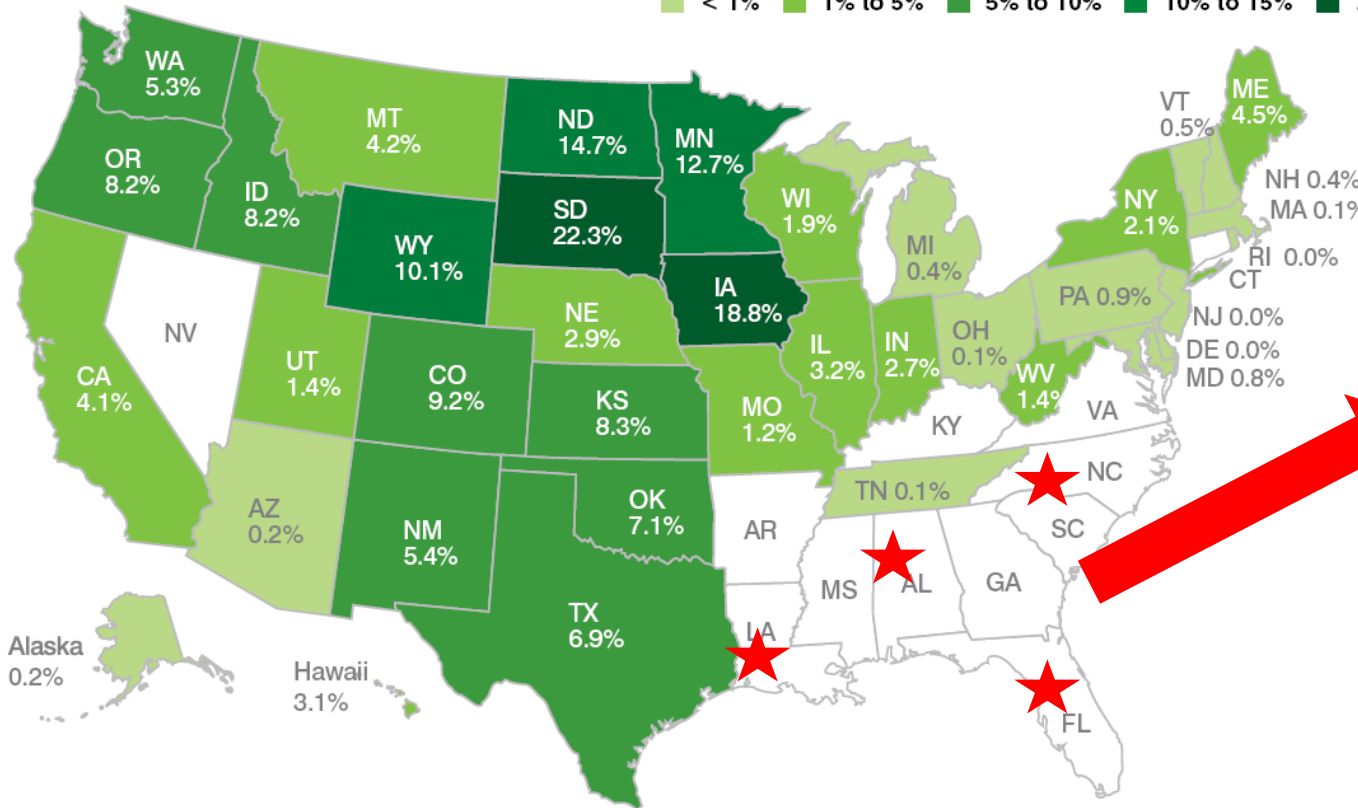 < 1%
1% to 5%
5% to 10%
10% to 15%
WA
5.3%
MT
4.2%
ND
14.7%
MN
12.7%
VT
0.5%
ME
4.5%
OR
8.2%
ID
8.2%
WY
10.1%
SD
22.3%
WI
1.9%
MI
0.4%
NY
2.1%
NH 0.4%
MA 0.1%
RI 0.0%
CT
NJ 0.0%
DE 0.0%
MD 0.8%
PA 0.9%
NV
UT
1.4%
CA
4.1%
CO
9.2%
NE
2.9%
IA
18.8%
IL
3.2%
IN
2.7%
OH
0.1%
WV
1.4%
VA
KS
8.3%
MO
1.2%
KY
NC
TN 0.1%
SC
AZ
0.2%
NM
5.4%
OK
7.1%
AR
MS
AL
GA
TX
6.9%
LA
FL
Alaska
0.2%
Hawaii
3.1%